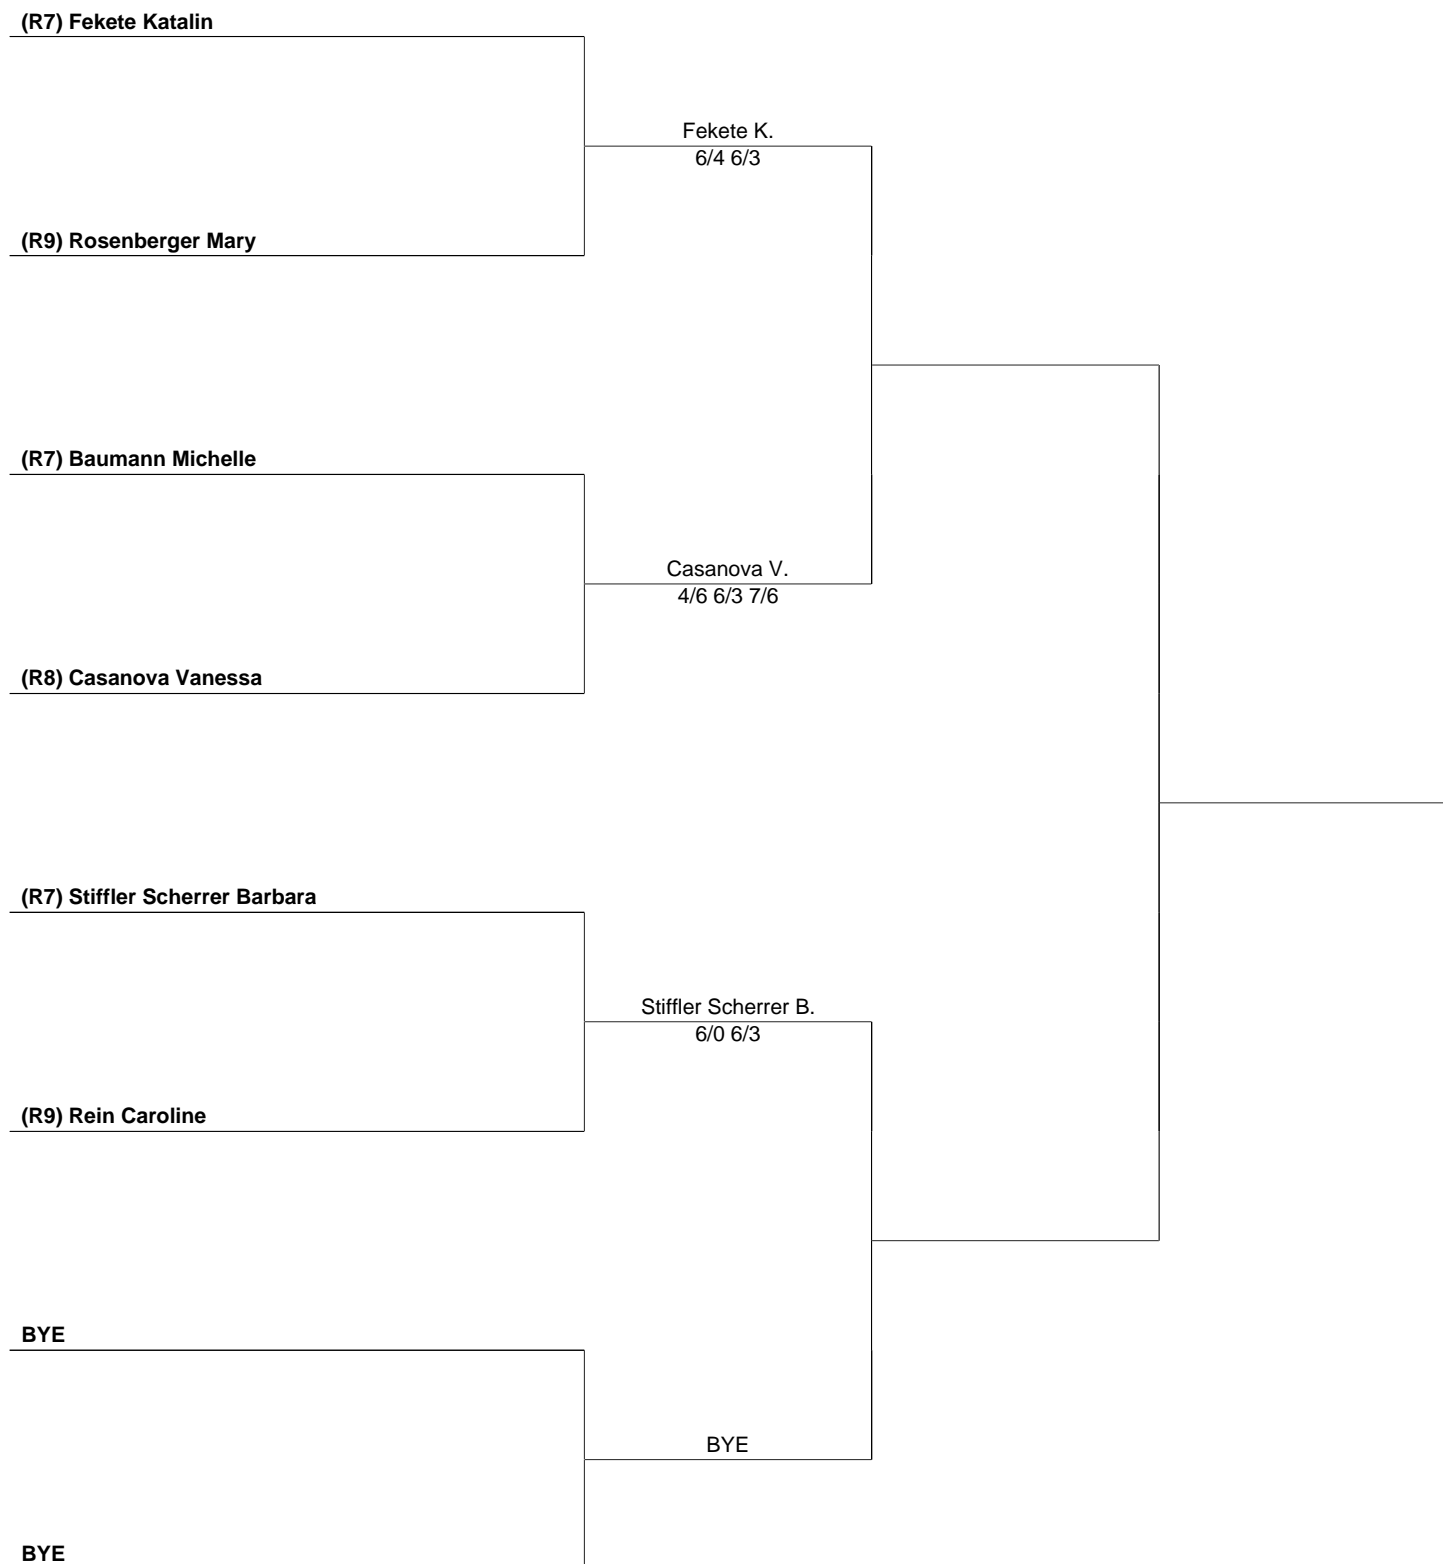 (R7) Fekete Katalin
Fekete K.
6/4 6/3
(R9) Rosenberger Mary
(R7) Baumann Michelle
Casanova V.
4/6 6/3 7/6
(R8) Casanova Vanessa
(R7) Stiffler Scherrer Barbara
Stiffler Scherrer B.
6/0 6/3
(R9) Rein Caroline
BYE
BYE
BYE